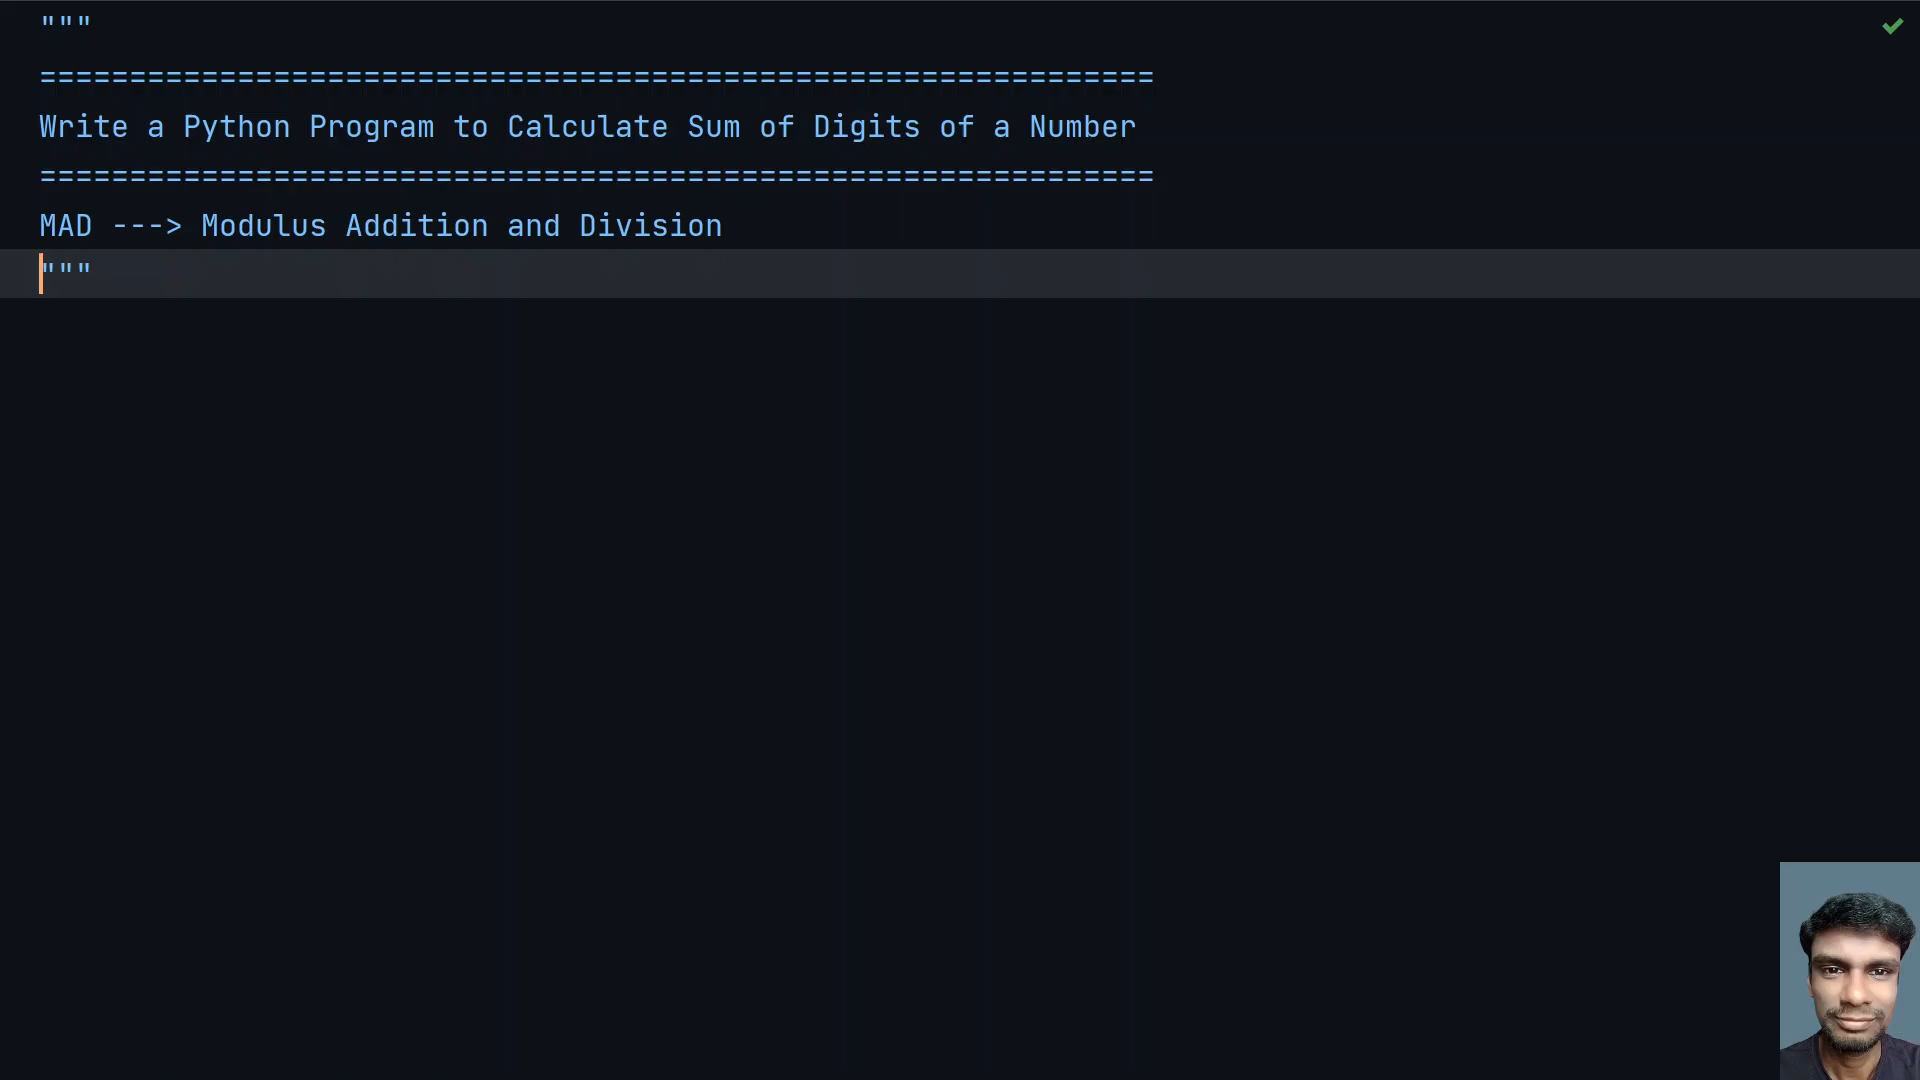 """
==============================================================
Write a Python Program to Calculate Sum of Digits of a Number
==============================================================
MAD ---> Modulus Addition and Division
"""